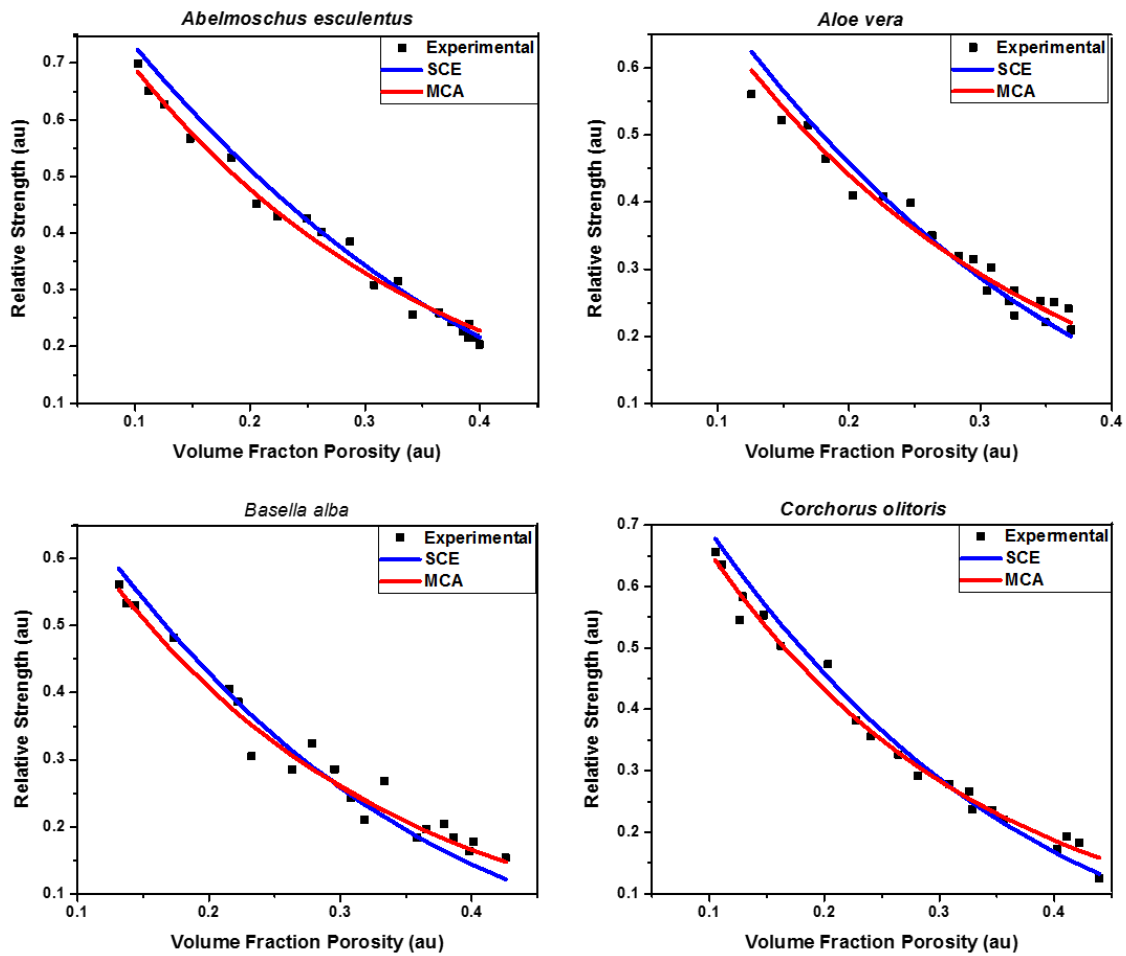 Abelmoschus esculentus
Experimental
SCE
MCA
Relative Strength (au)
0.7
0.6
0.5
0.4
0.3
0.2
0.1
0.1 0.2 0.3 0.4
Volume Fracton Porosity (au)
Aloe vera
Experimental
SCE
MCA
Relative Strength (au)
0.6
0.5
0.4
0.3
0.2
0.1
0.1 0.2 0.3 0.4
Volume Fraction Porosity (au)
Basella alba
Experimental
SCE
MCA
Relative Strength (au)
0.6
0.5
0.4
0.3
0.2
0.1
0.1 0.2 0.3 0.4
Volume Fraction Porosity (au)
Corchorus olitoris
Experimental
SCE
MCA
Relative Strength (au)
0.7
0.6
0.5
0.4
0.3
0.2
0.1
0.1 0.2 0.3 0.4
Volume Fraction Porosity (au)